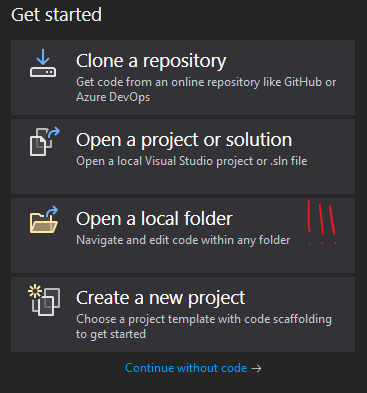 Get started
Clone a repository
Get code from an online repository like GitHub or
Azure DevOps
Open a project or solution
Open a local Visual Studio project or .sln file
Open a local folder
!!!
Navigate and edit code within any folder
Create a new project
Choose a project template with code scaffolding
to get started
Continue without code →